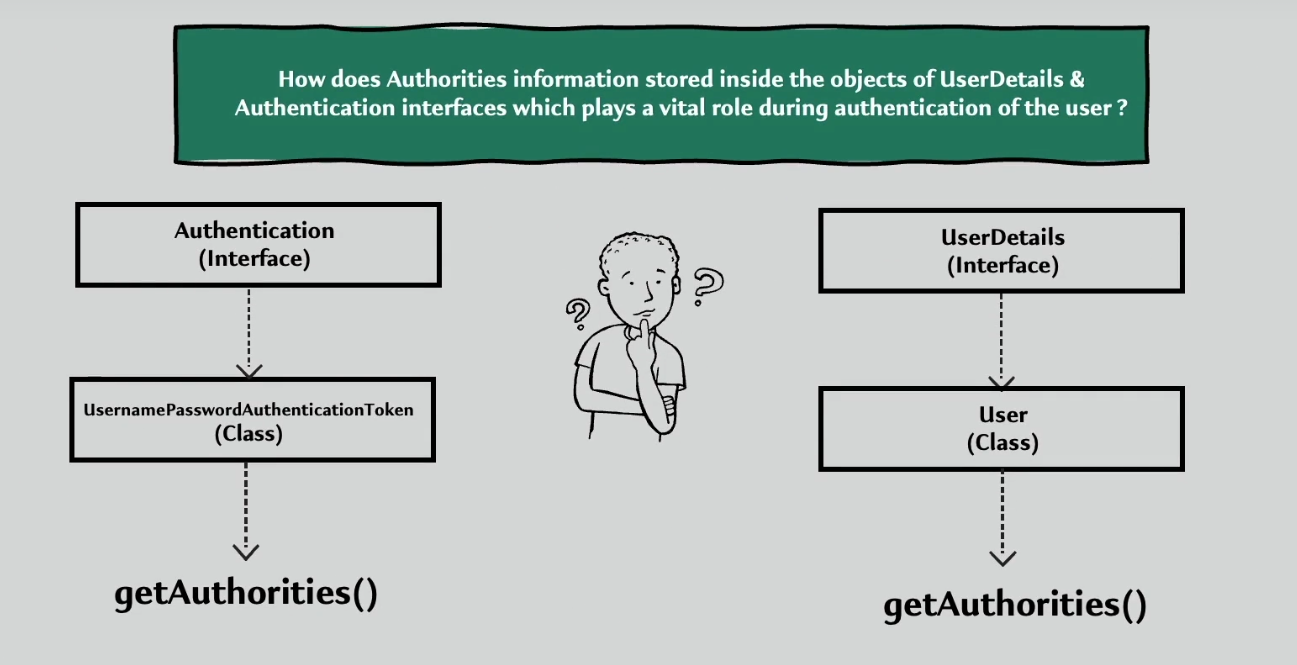 How does Authorities information stored inside the objects of UserDetails &
Authentication interfaces which plays a vital role during authentication of the user ?
Authentication
(Interface)
UserDetails
(Interface)
?
?
UsernamePasswordAuthenticationToken
(Class)
User
(Class)
getAuthorities()
getAuthorities()